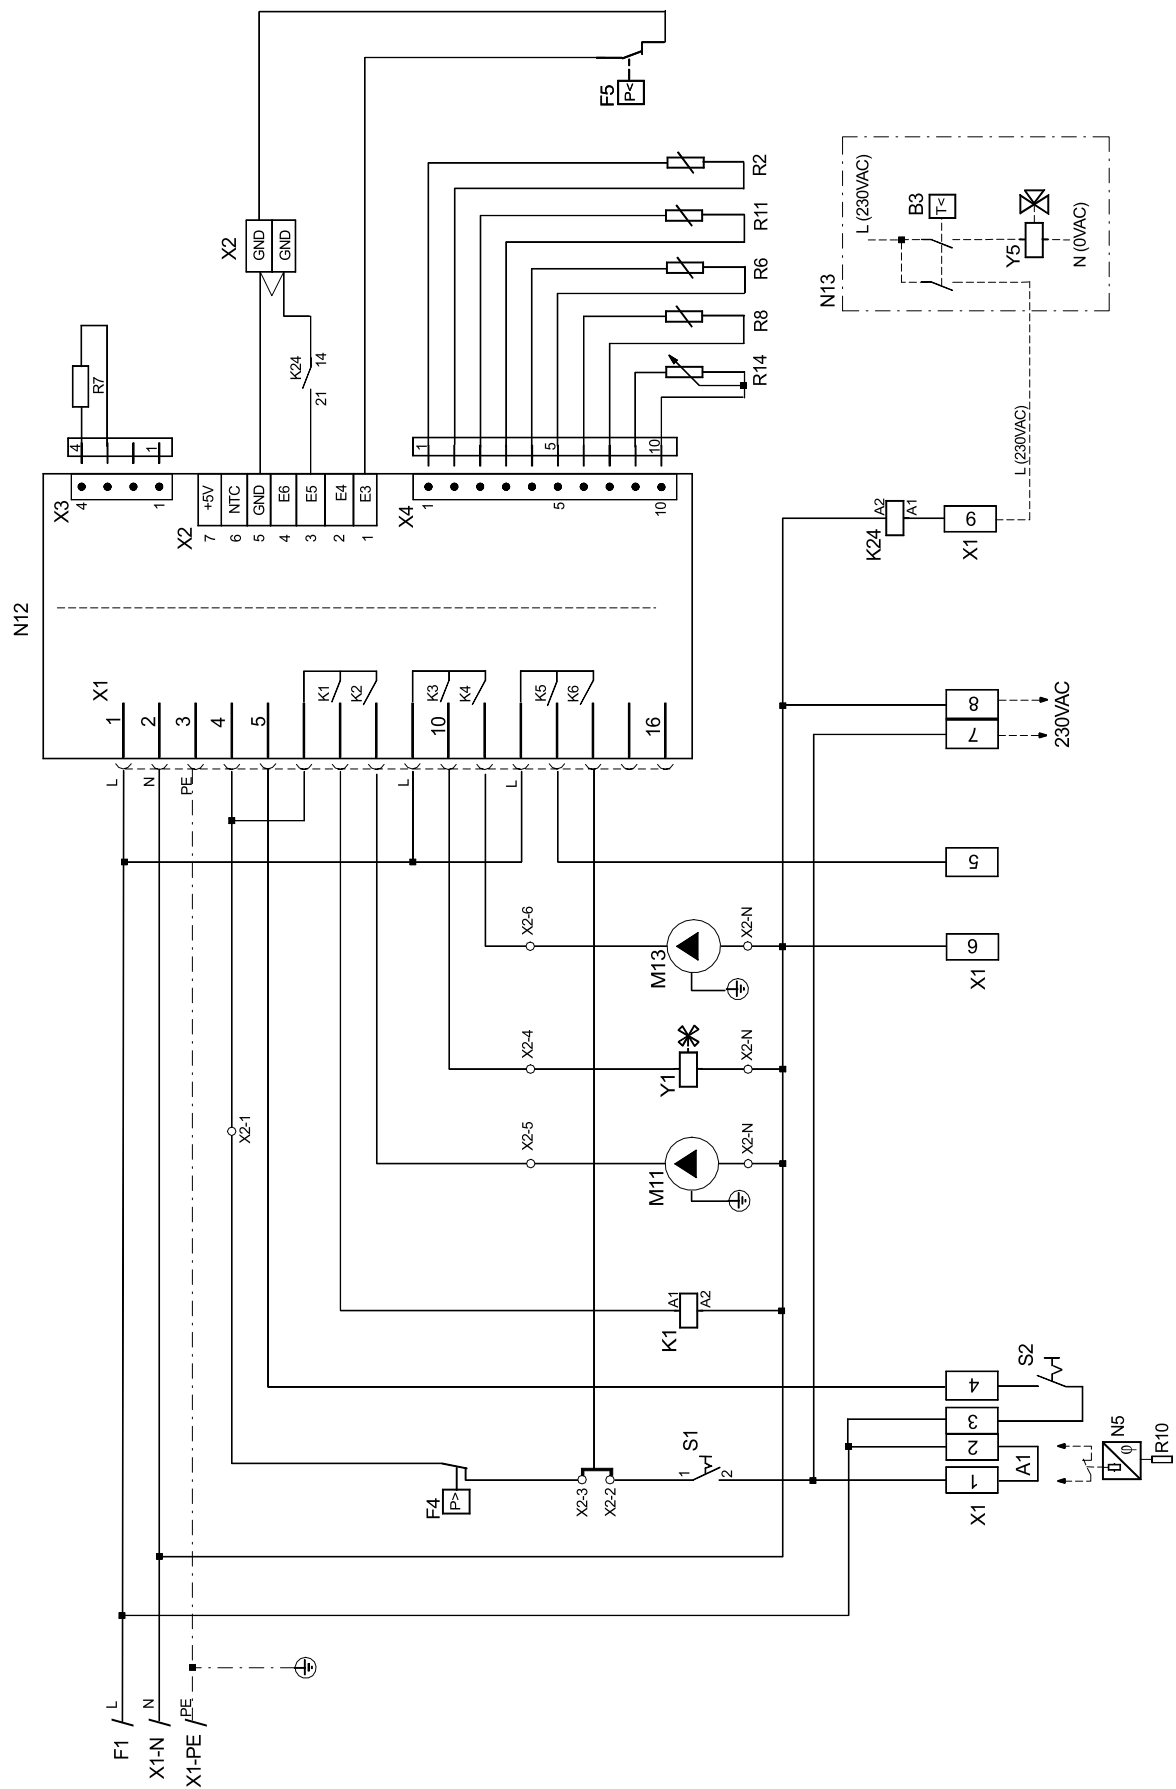 F5
P<
R2
R11
R6
R8
R14
L (230VAC)
B3
T<
Y5
N (0VAC)
N13
L (230VAC)
X2
GND
GND
K24
14
21
R7
4
1
1
5
10
X3
4
1
X2
7 +5V
6 NTC
5 GND
4 E6
3 E5
2 E4
1 E3
X4
1
5
10
N12
X1
1
2
3
4
5
K1
K2
K3
10
K4
K5
K6
16
L
N
PE
L
L
K24
A2
A1
9
X1
8
7
230VAC
5
6
X1
X2-6
M13
X2-N
X2-4
Y1
X2-N
X2-1
X2-5
M11
X2-N
A1
K1
A2
4
3
2
1
X1
A1
S2
N5
φ
R10
S1
1
2
X2-3
X2-2
F4
P>
L
N
PE
F1
X1-N
X1-PE